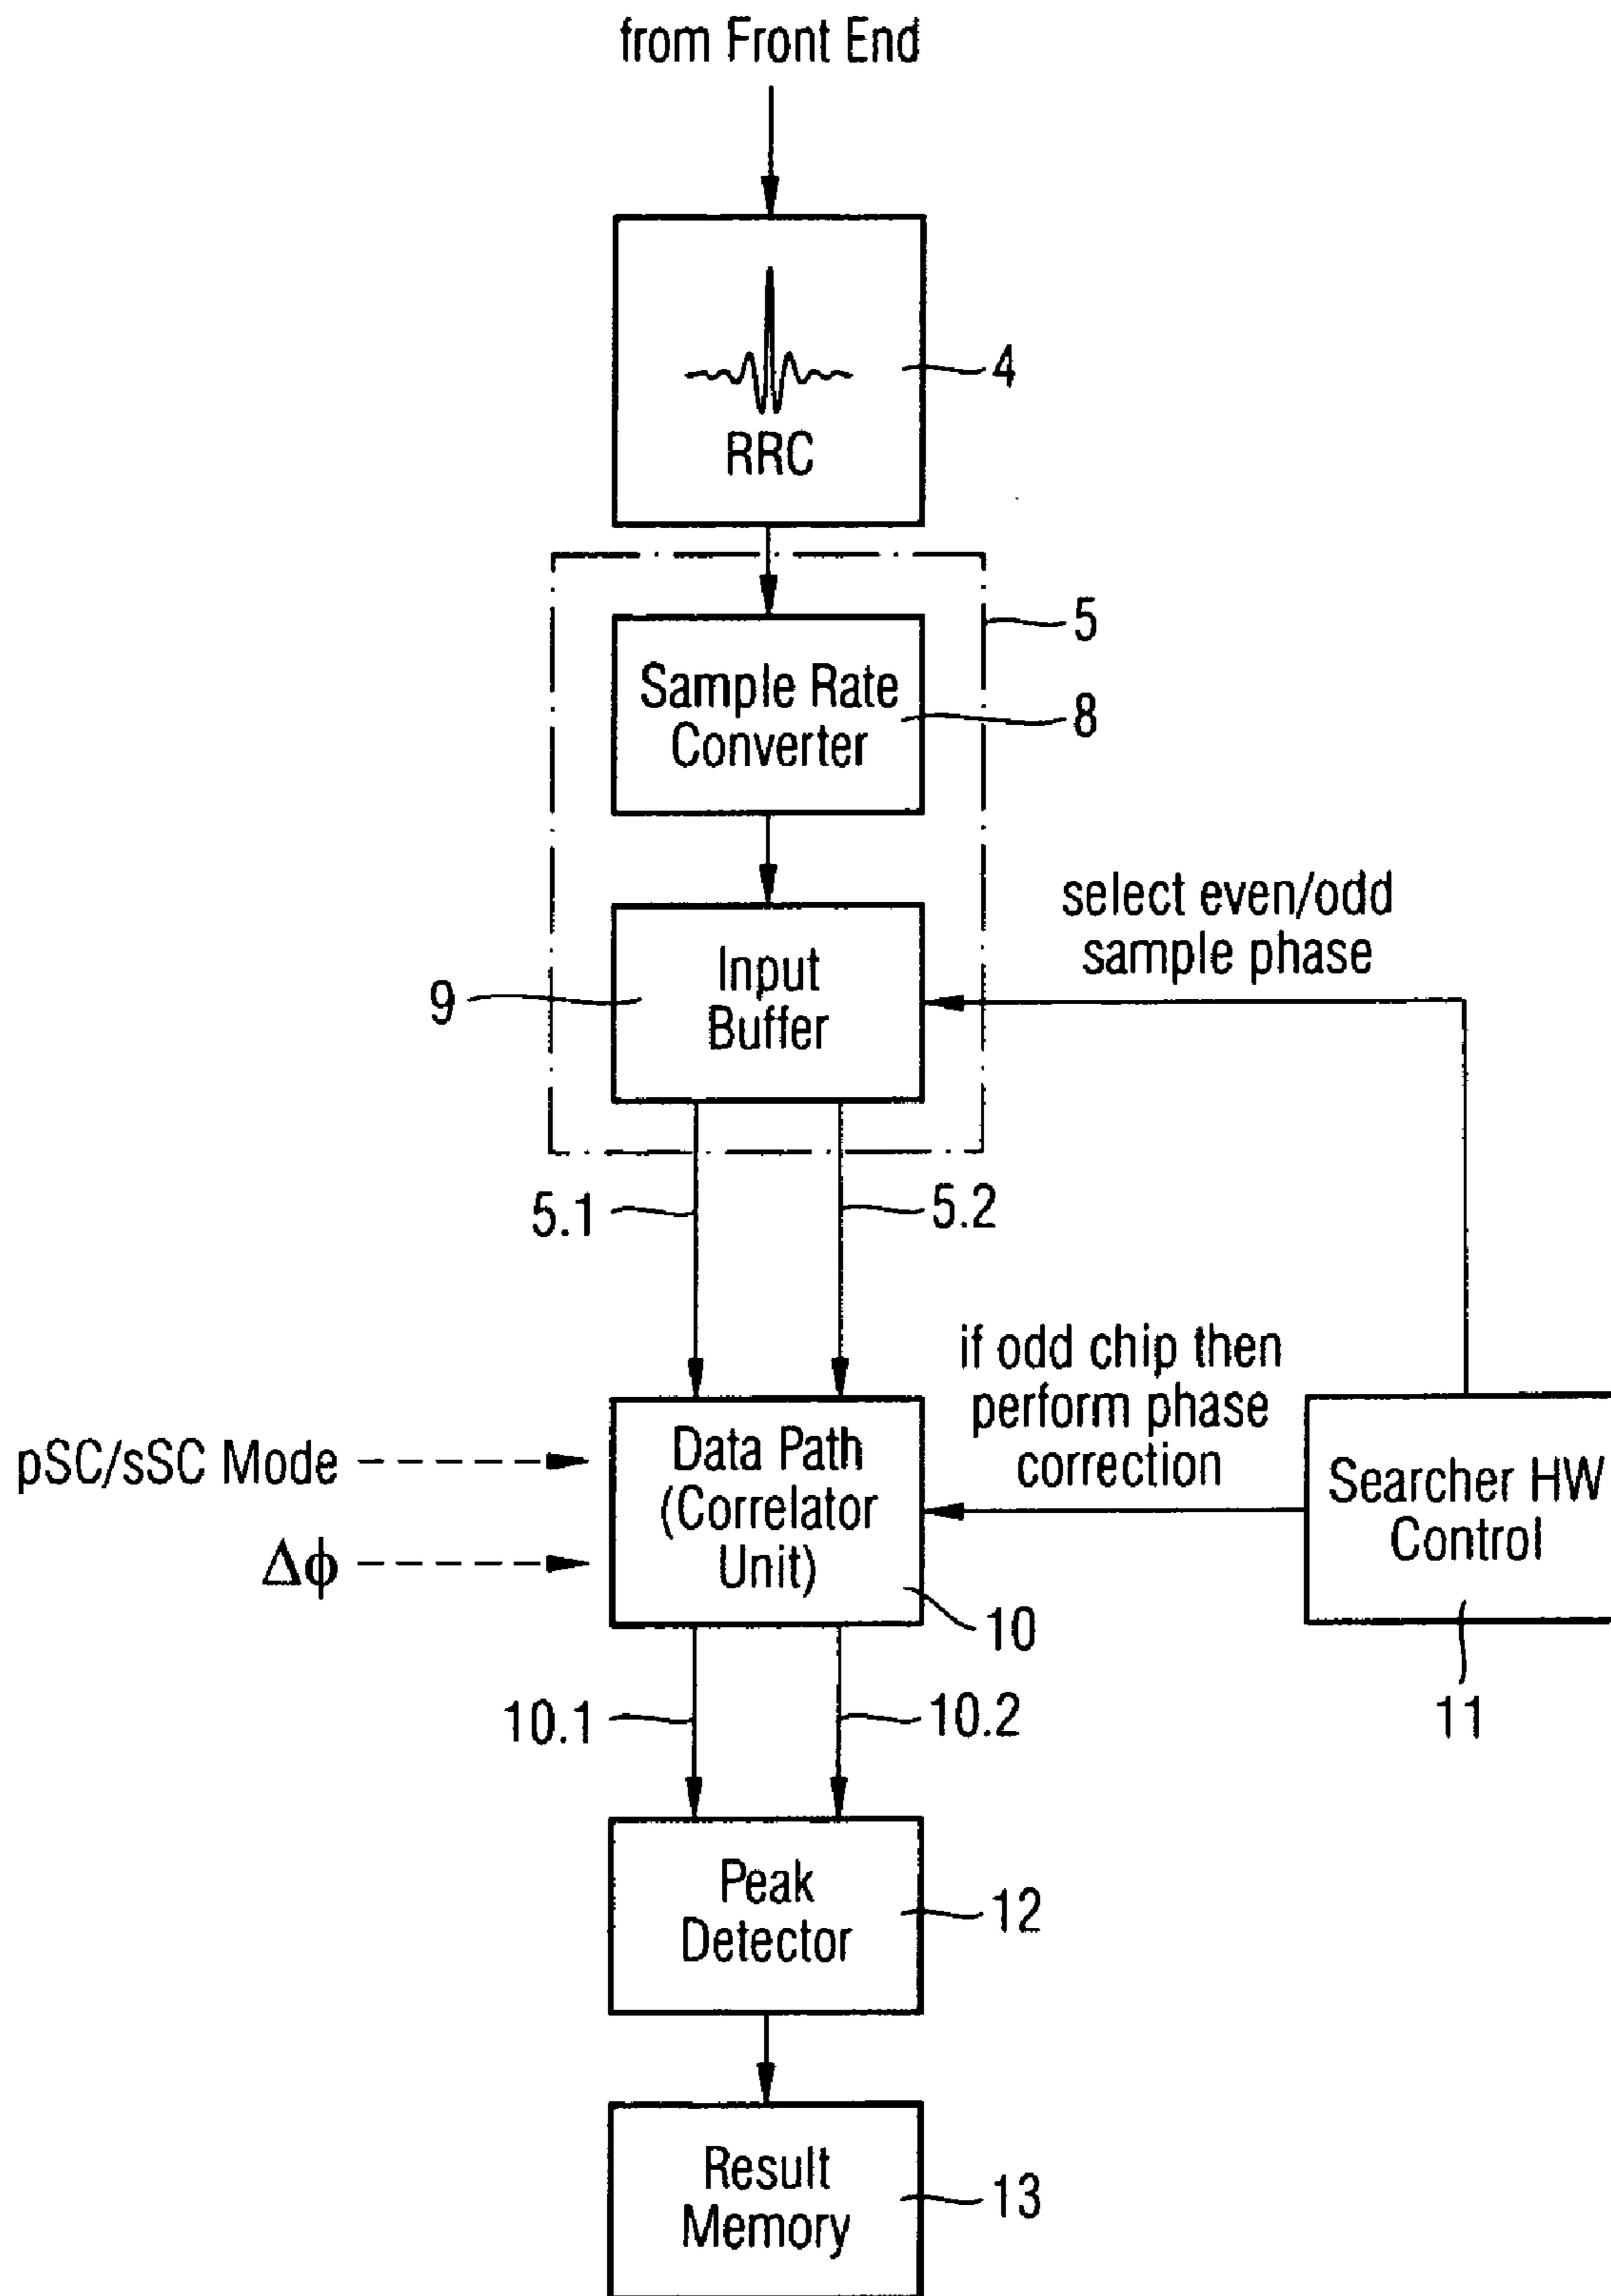 from Front End
RRC
4
5
Sample Rate
Converter
8
select even/odd
sample phase
Input
Buffer
9
5.1
5.2
if odd chip then
perform phase
correction
pSC/sSC Mode
Δϕ
Data Path
(Correlator
Unit)
10
Searcher HW
Control
11
10.1
10.2
Peak
Detector
12
Result
Memory
13